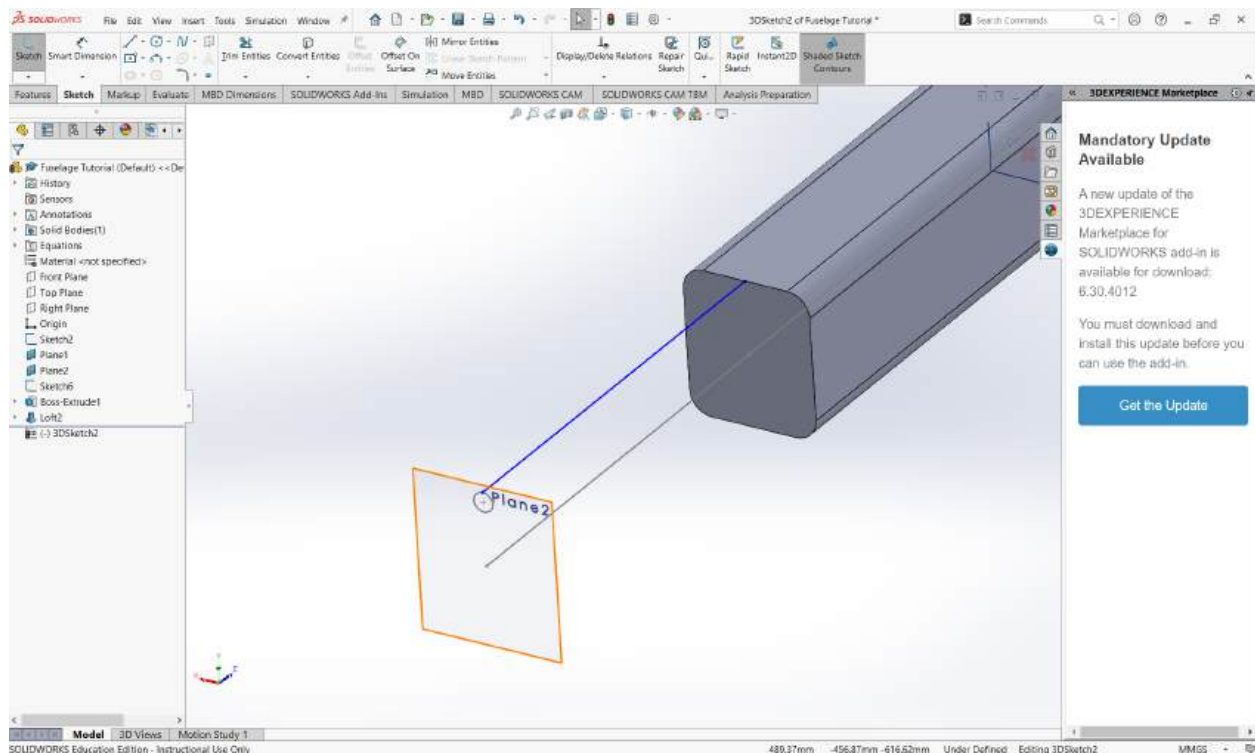 SOLIDWORKS File Edit View Insert Tools Simulation Window 3DSketch2 of Fuselage Tutorial * Search Commands
Sketch Smart Dimension Trim Entities Convert Entities Offset Entities Offset On Surface Mirror Entities Linear Sketch Pattern Move Entities Display/Delete Relations Repair Sketch Qui... Rapid Sketch Instant2D Shaded Sketch Contours
Features Sketch Markup Evaluate MBD Dimensions SOLIDWORKS Add-Ins Simulation MBD SOLIDWORKS CAM SOLIDWORKS CAM TBM Analysis Preparation
3DEXPERIENCE Marketplace
Fuselage Tutorial (Default) <<De
History
Sensors
Annotations
Solid Bodies(1)
Equations
Material <not specified>
Front Plane
Top Plane
Right Plane
Origin
Sketch2
Plane1
Plane2
Sketch6
Boss-Extrude1
Loft2
(-) 3DSketch2
Plane2
Mandatory Update
Available
A new update of the
3DEXPERIENCE
Marketplace for
SOLIDWORKS add-in is
available for download:
6.30.4012
You must download and
install this update before you
can use the add-in.
Get the Update
Model 3D Views Motion Study 1
SOLIDWORKS Education Edition - Instructional Use Only 489.37mm -456.87mm -616.62mm Under Defined Editing 3DSketch2 MMGS